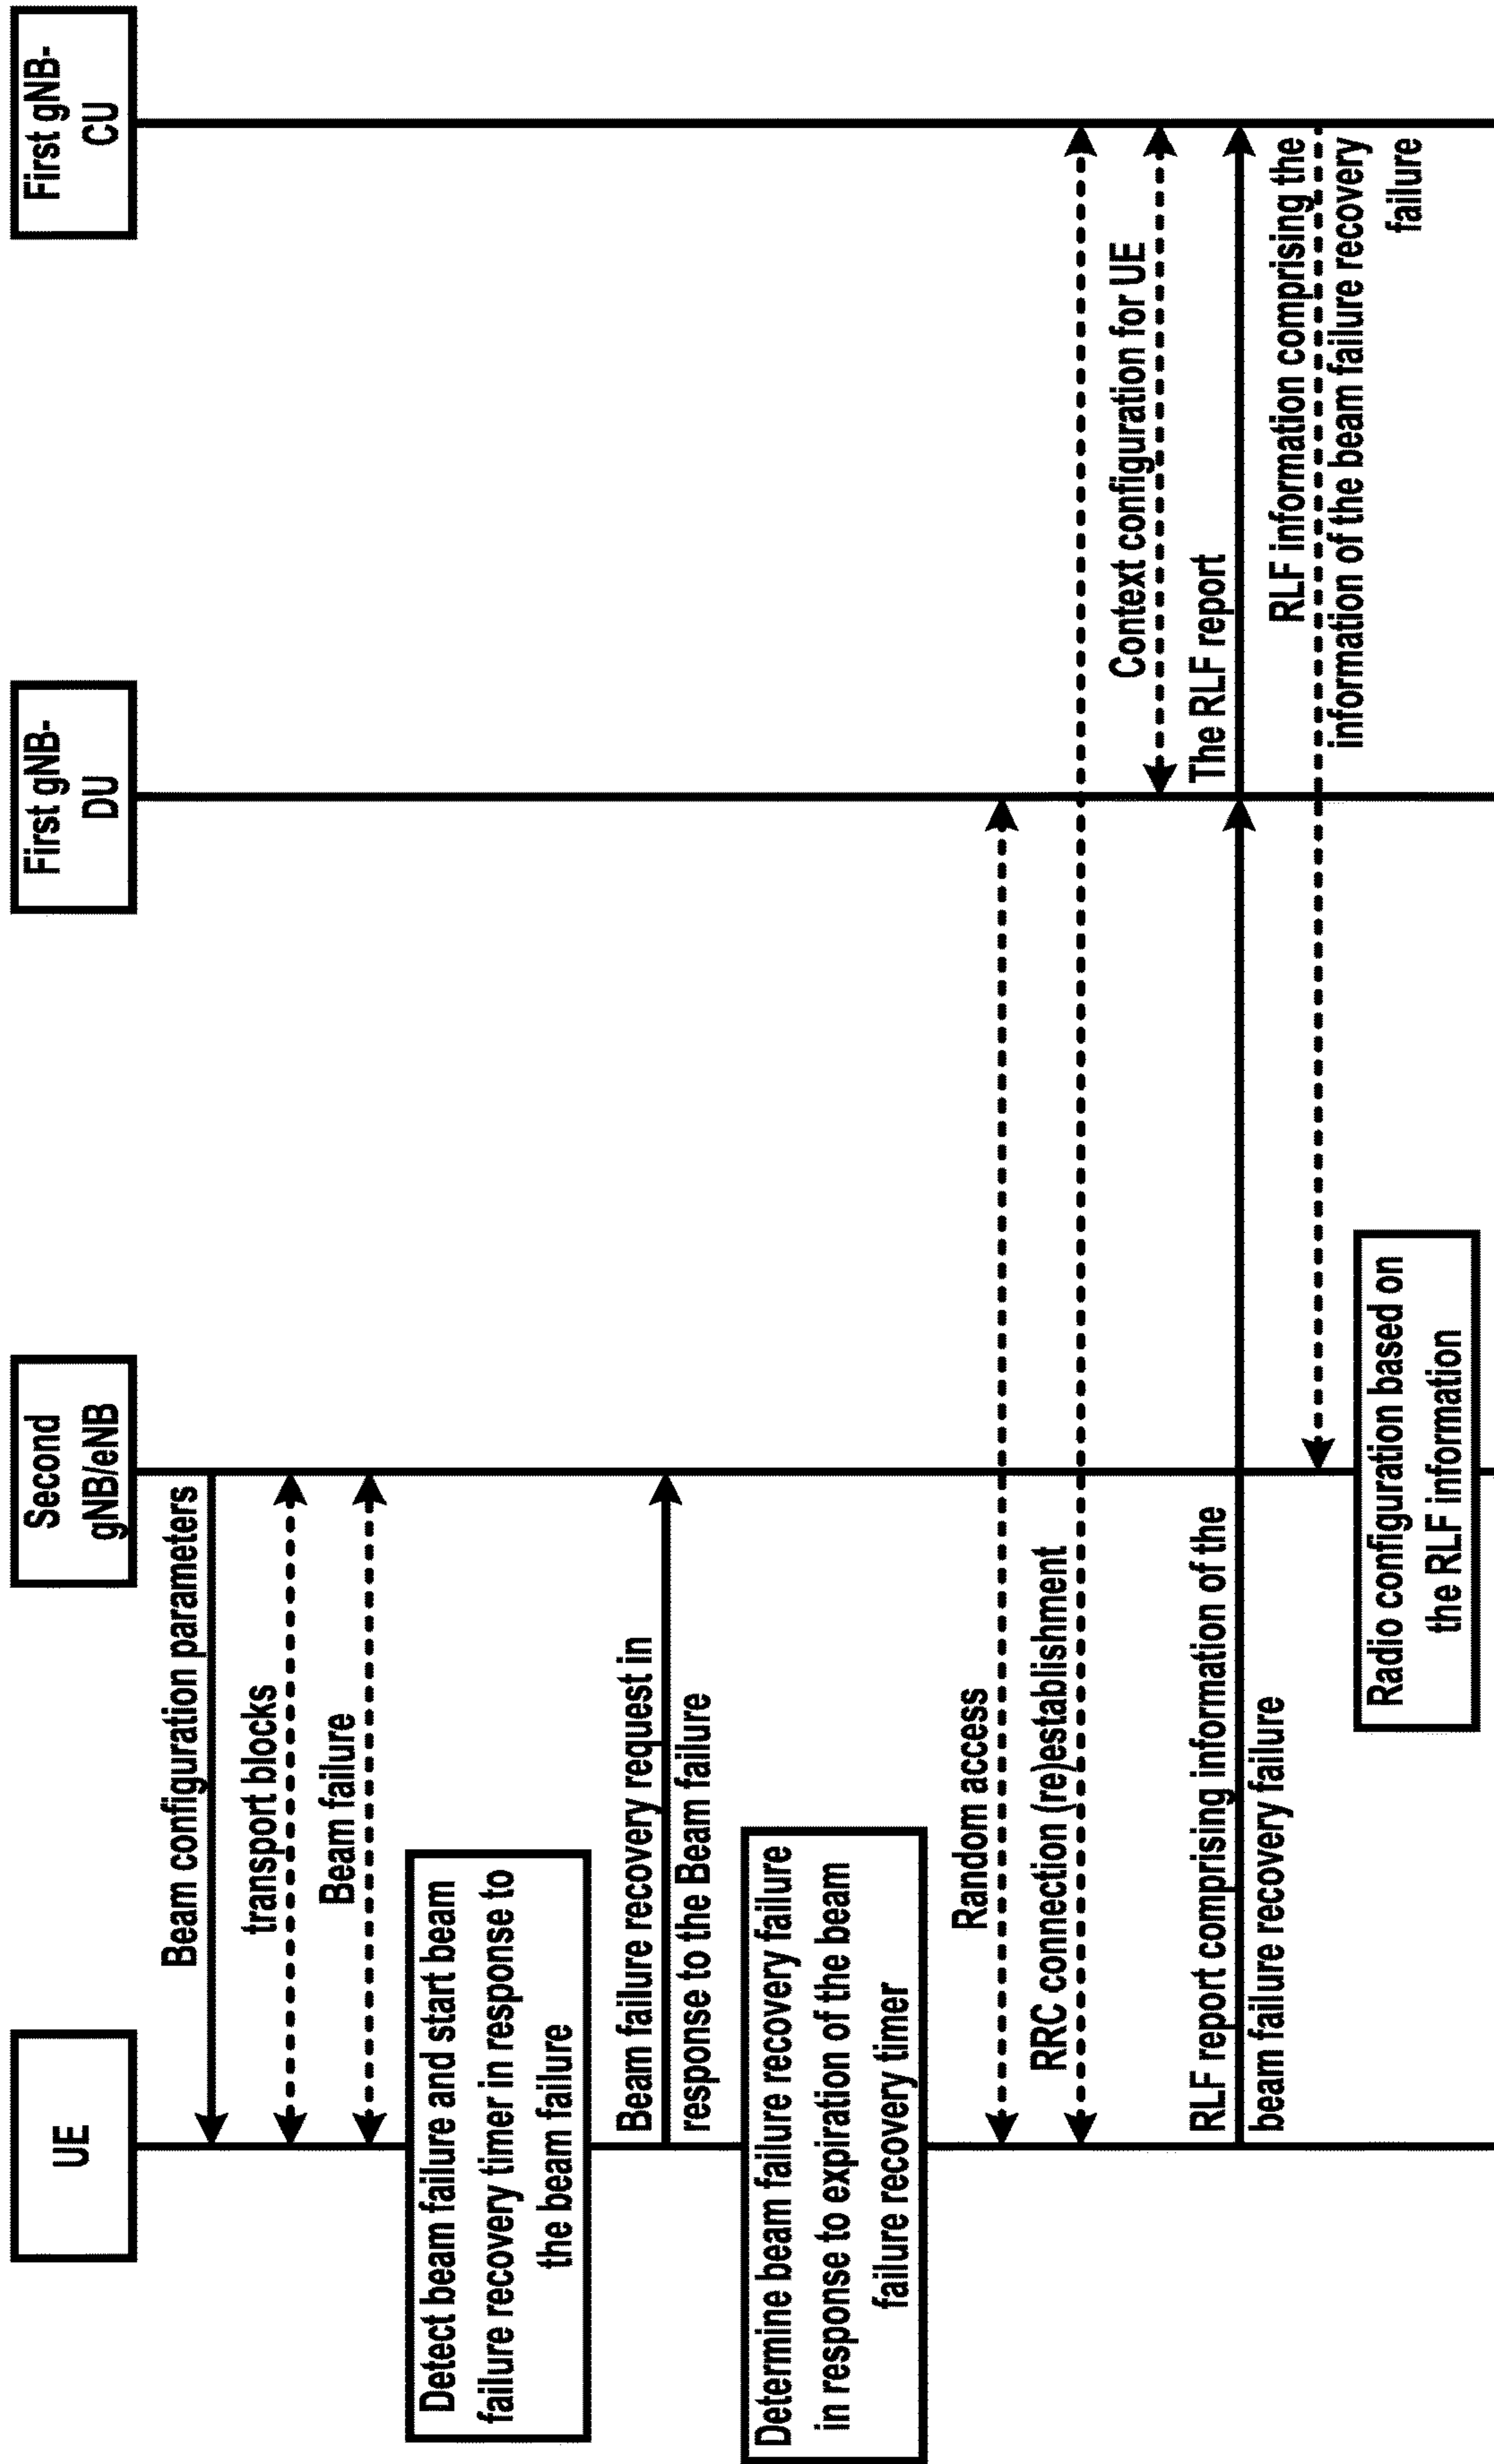 UE
Second
gNB/eNB
First gNB-
DU
First gNB-
CU
Beam configuration parameters
transport blocks
Beam failure
Detect beam failure and start beam
failure recovery timer in response to
the beam failure
Beam failure recovery request in
response to the Beam failure
Determine beam failure recovery failure
in response to expiration of the beam
failure recovery timer
Random access
RRC connection (re)establishment
Context configuration for UE
RLF report comprising information of the
beam failure recovery failure
The RLF report
RLF information comprising the
information of the beam failure recovery
failure
Radio configuration based on
the RLF information